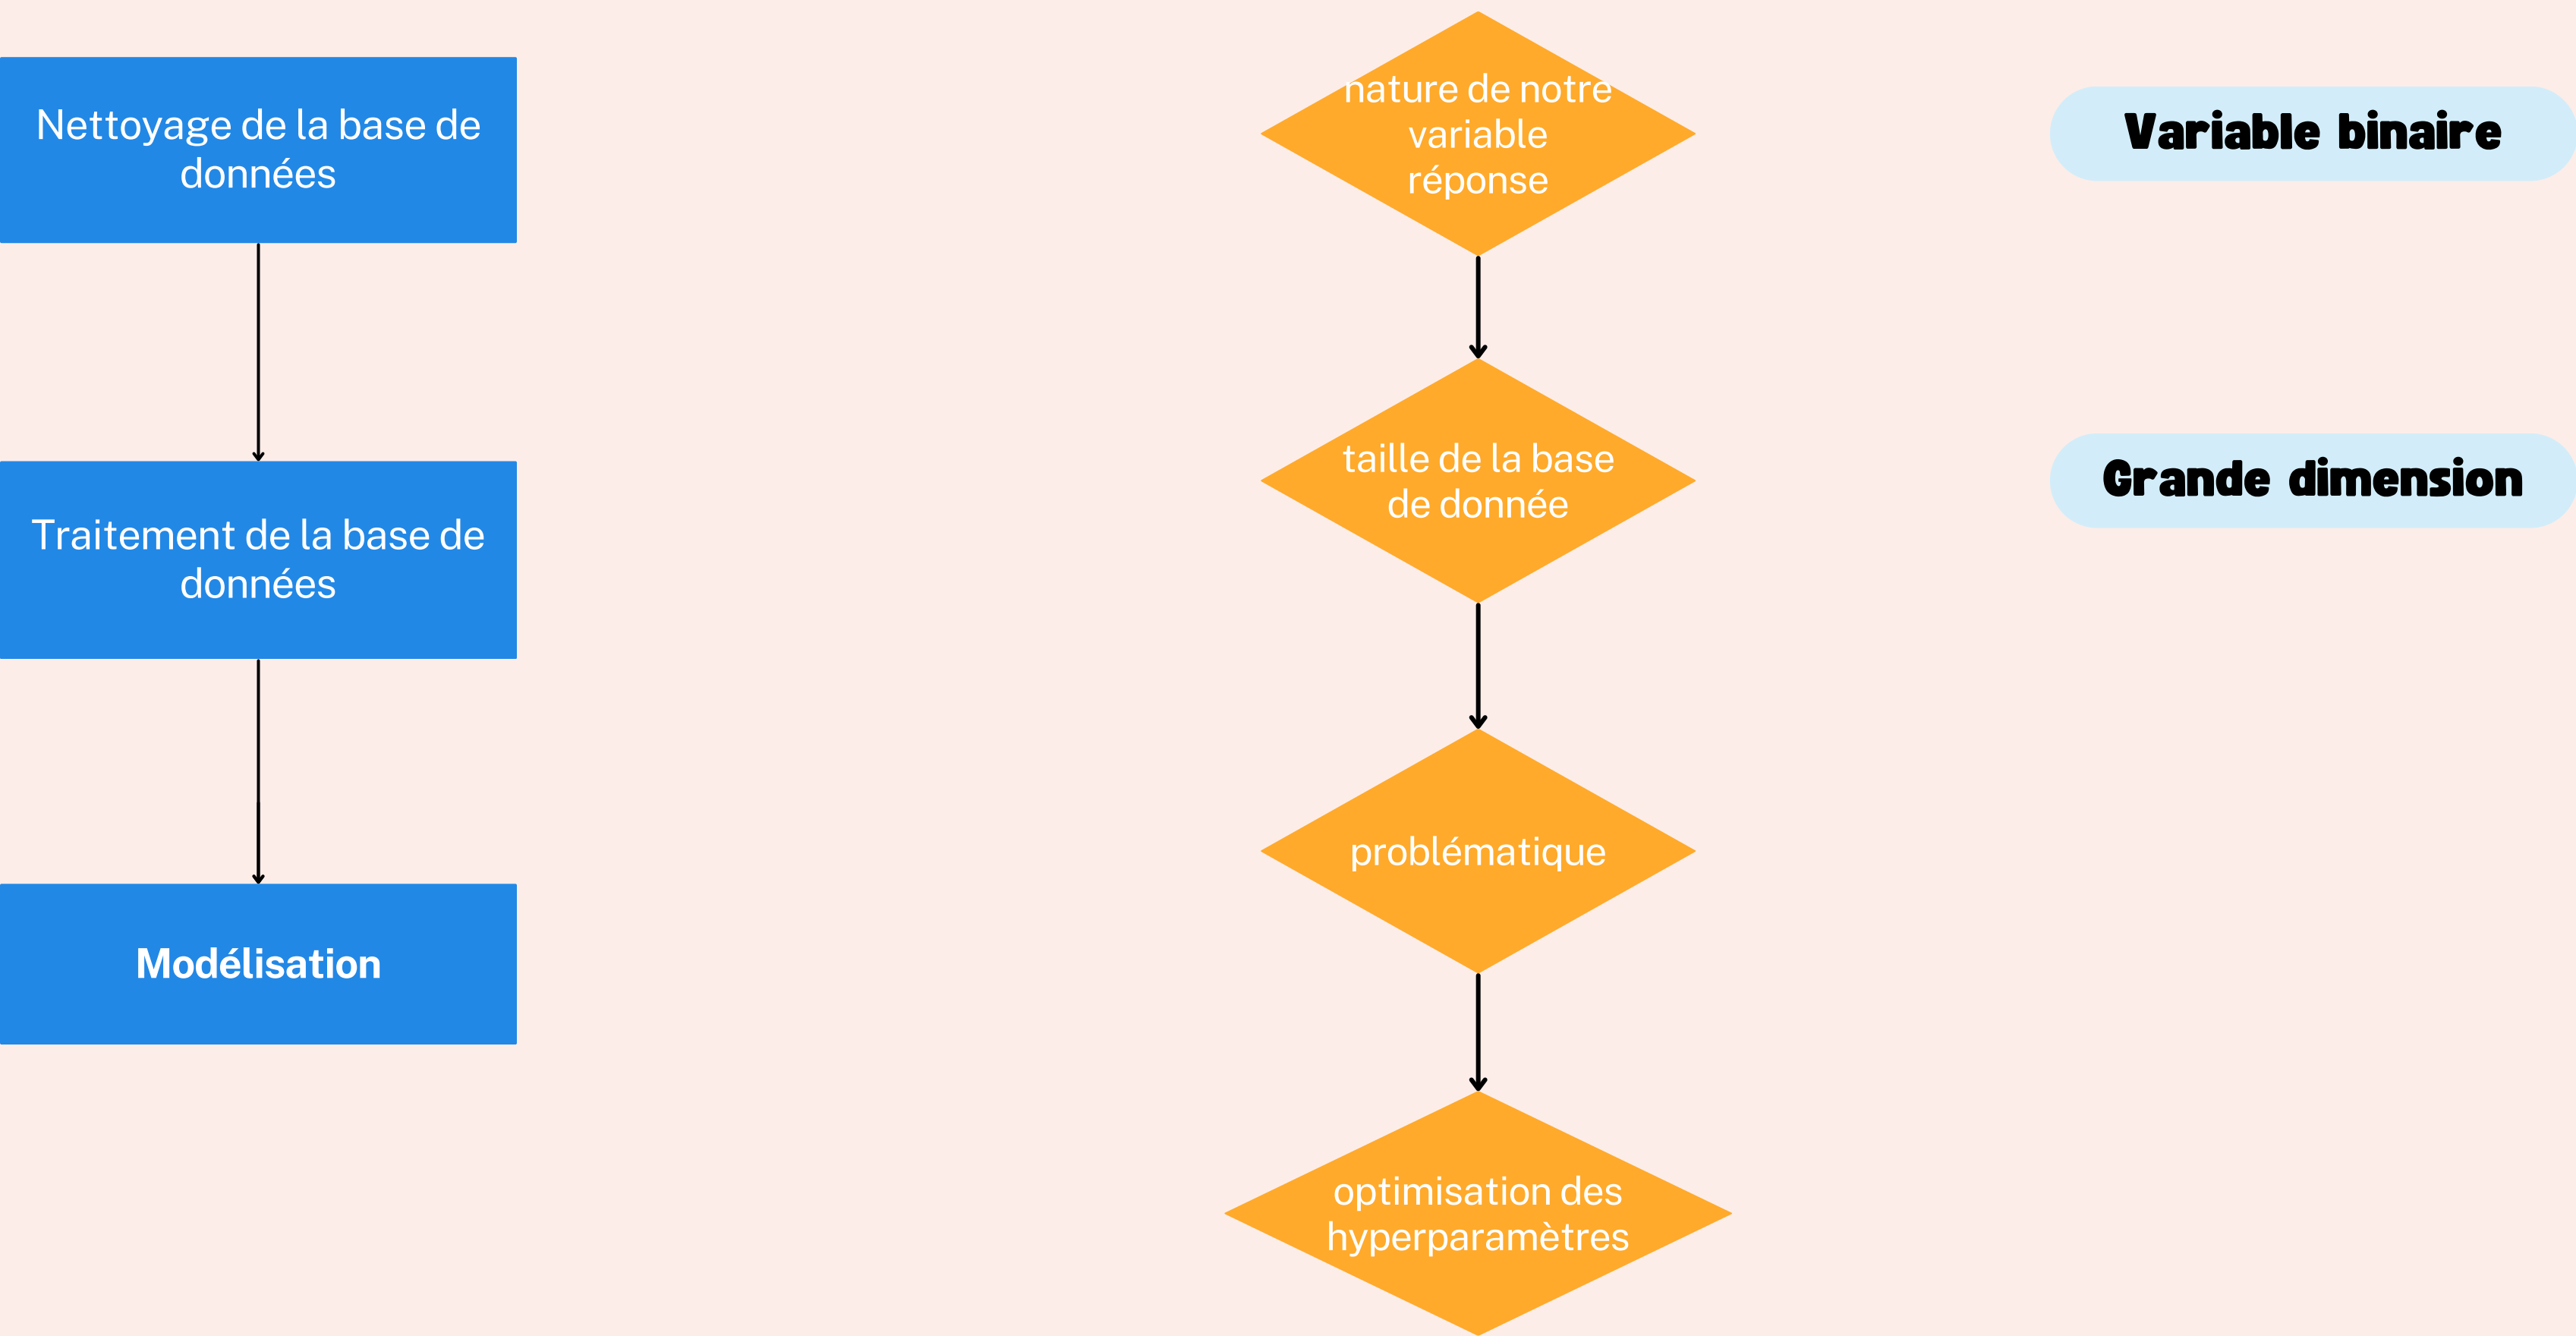 Nettoyage de la base de
données
Traitement de la base de
données
Modélisation
nature de notre
variable
réponse
taille de la base
de donnée
problématique
optimisation des
hyperparamètres
Variable binaire
Grande dimension